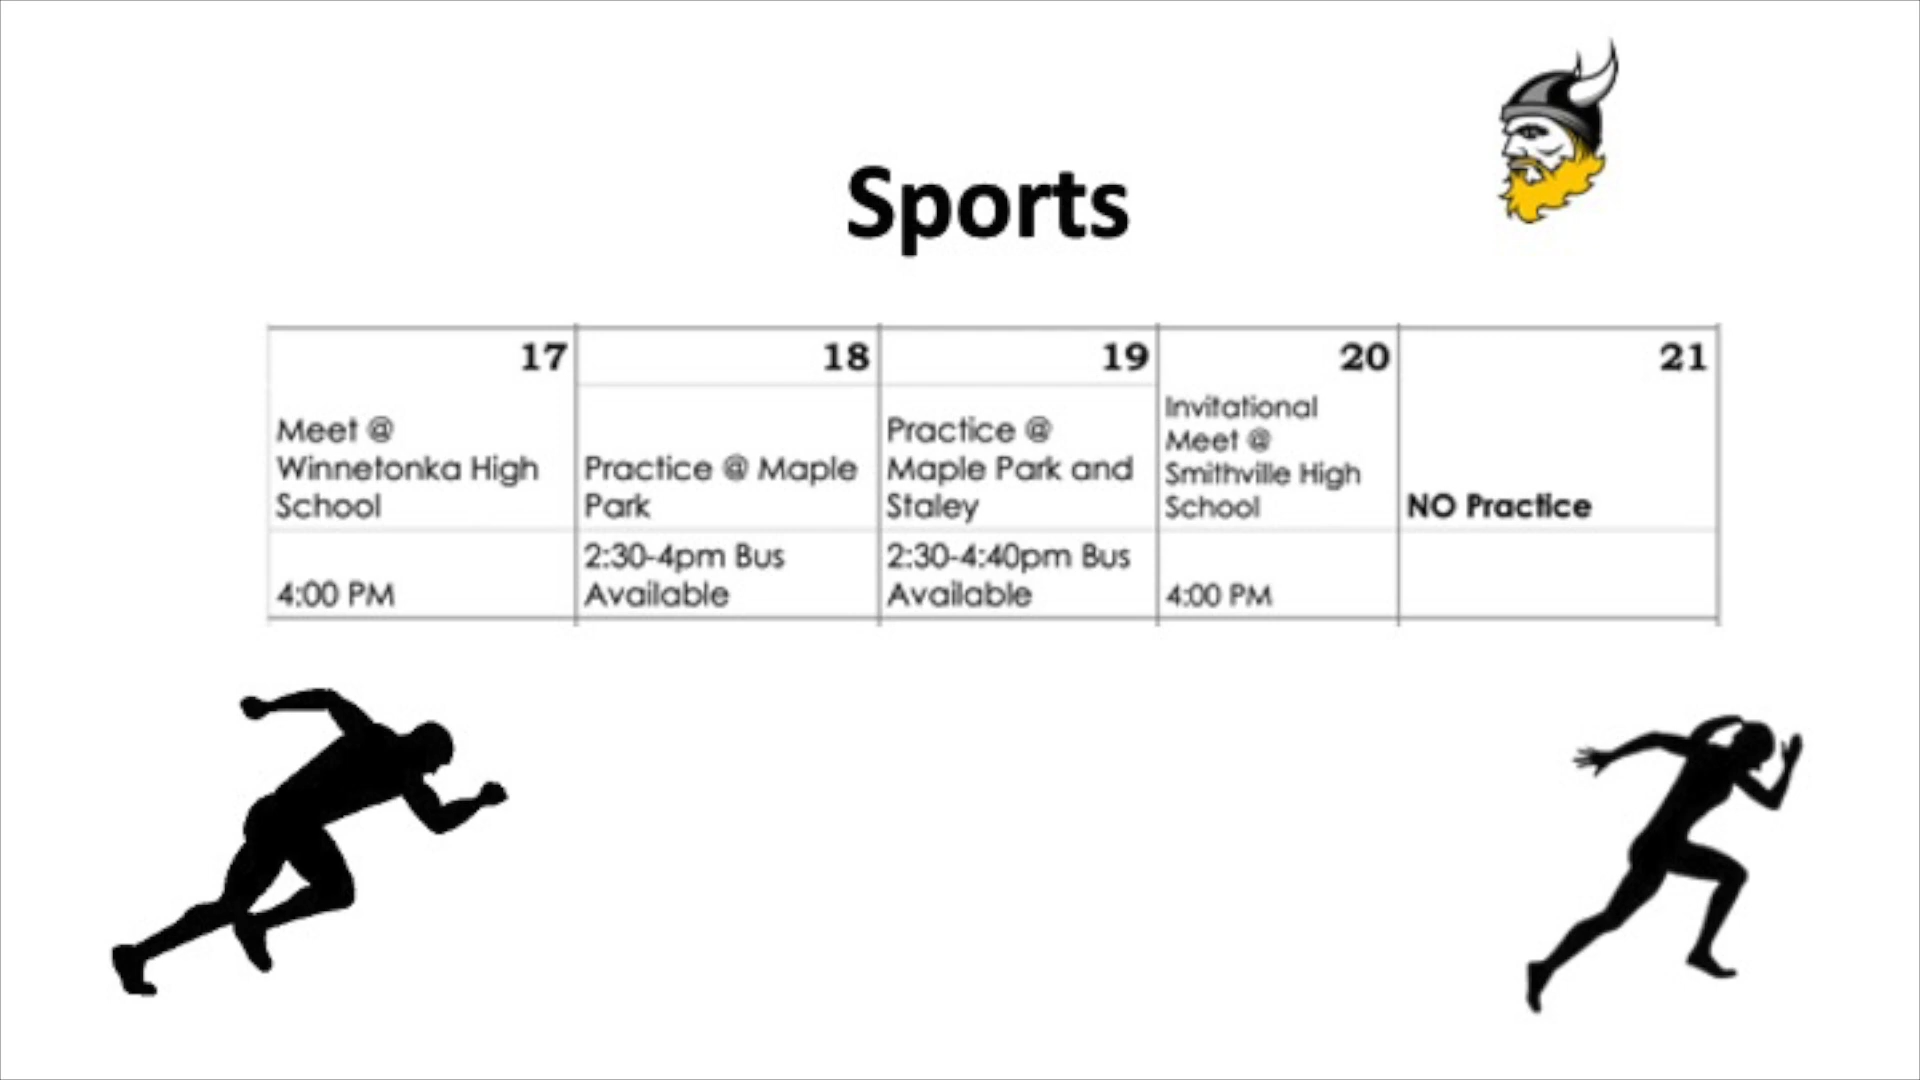 Sports
17
18
19
20
21
Meet @
Winnetonka High
School
Practice @ Maple
Park
Practice @
Maple Park and
Staley
Invitational
Meet @
Smithville High
School
NO Practice
4:00 PM
2:30-4pm Bus
Available
2:30-4:40pm Bus
Available
4:00 PM